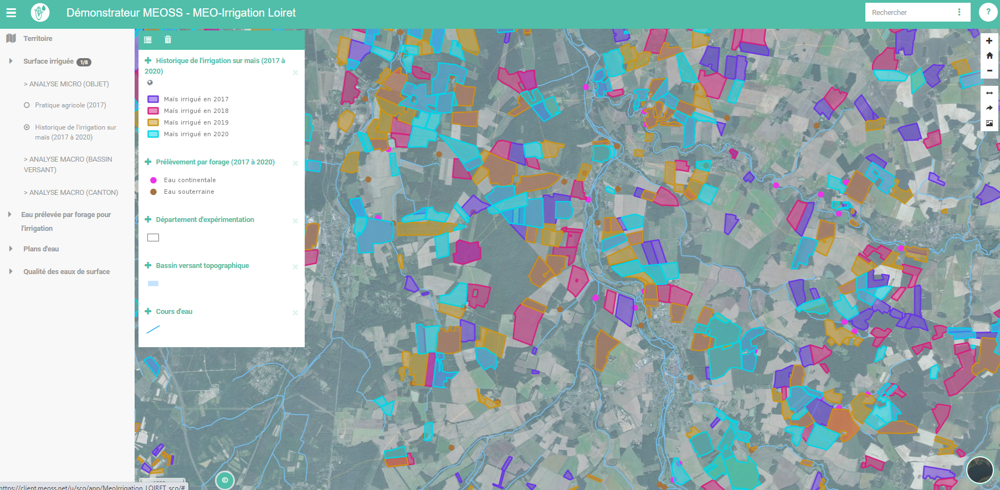 Démonstrateur MEOSS - MEO-Irrigation Loiret
Rechercher
?
Territoire
Surface irriguée 1/8
> ANALYSE MICRO (OBJET)
Pratique agricole (2017)
Historique de l'irrigation sur
maïs (2017 à 2020)
> ANALYSE MACRO (BASSIN
VERSANT)
> ANALYSE MACRO (CANTON)
Eau prélevée par forage pour
l'irrigation
Plans d'eau
Qualité des eaux de surface
Historique de l'irrigation sur maïs (2017 à
2020)
Maïs irrigué en 2017
Maïs irrigué en 2018
Maïs irrigué en 2019
Maïs irrigué en 2020
Prélèvement par forage (2017 à 2020)
Eau continentale
Eau souterraine
Département d'expérimentation
Bassin versant topographique
Cours d'eau
©
https://client.meoss.net/u/sco/app/MeoIrrigation_LOIRET_sco/#